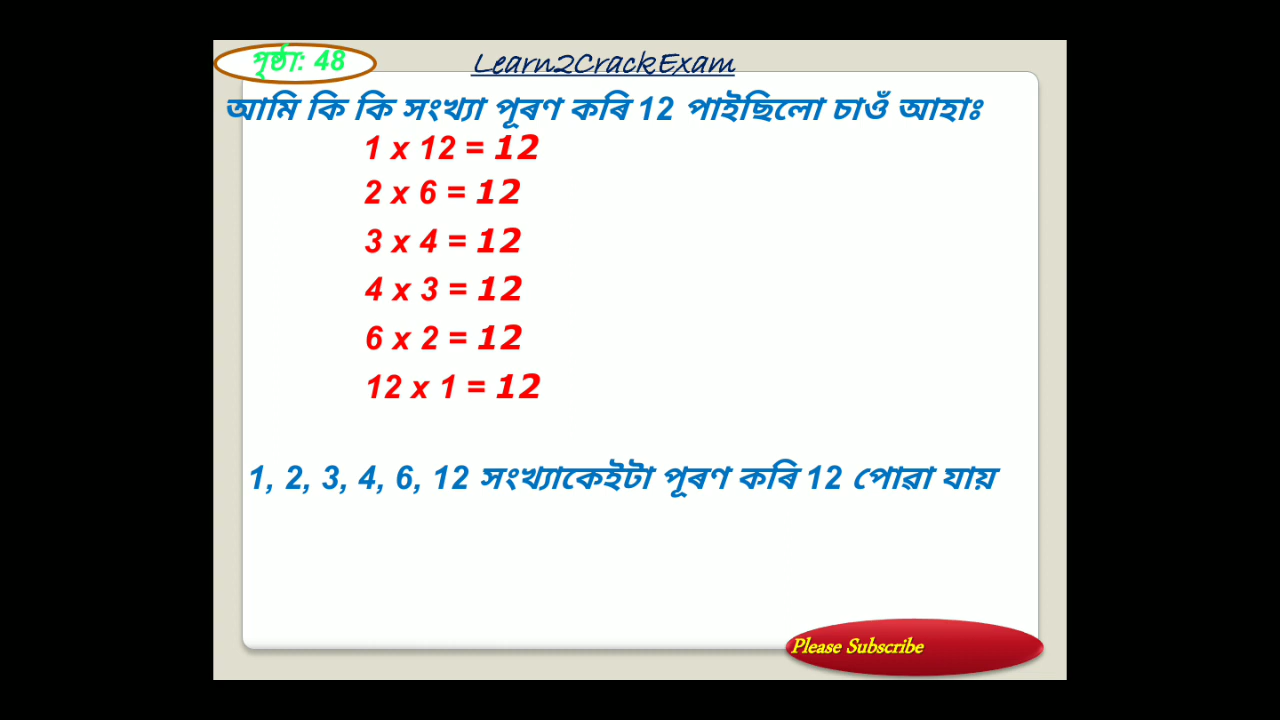 পৃষ্ঠা: 48
Learn2CrackExam
আমি কি কি সংখ্যা পূৰণ কৰি 12 পাইছিলো চাওঁ আহাঃ
1 x 12 = 12
2 x 6 = 12
3 x 4 = 12
4 x 3 = 12
6 x 2 = 12
12 x 1 = 12
1, 2, 3, 4, 6, 12 সংখ্যাকেইটা পূৰণ কৰি 12 পোৱা যায়
Please Subscribe